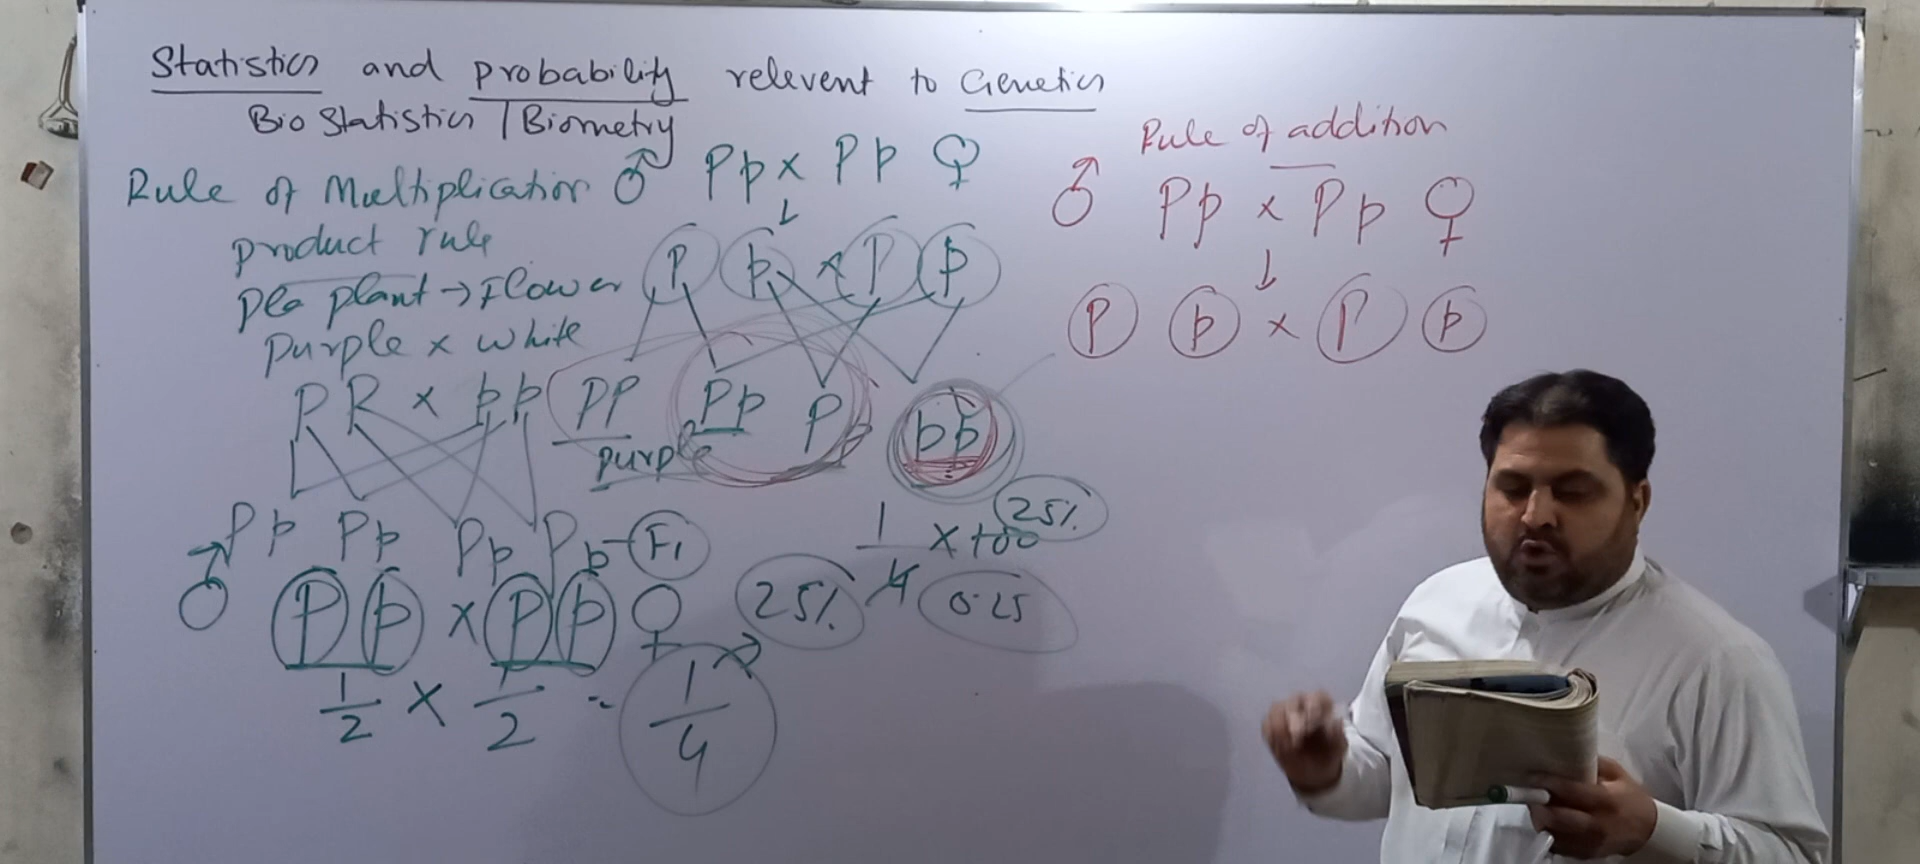 Statistics and probability relevent to Genetics
Bio Statistics / Biometry
Rule of Multiplication ♂ Pp x Pp ♀
↓
product rule
P p x P p
Pea plant → Flower
purple x white
PR x pp
PP Pp Pp pp
purple
Pp Pp Pp Pp - F1
♂ P p x P p ♀
1/2 x 1/2 = 1/4 → 25%
1/4 x 100 25%
0.25
Rule of addition
♂ Pp x Pp ♀
↓
P p x P p